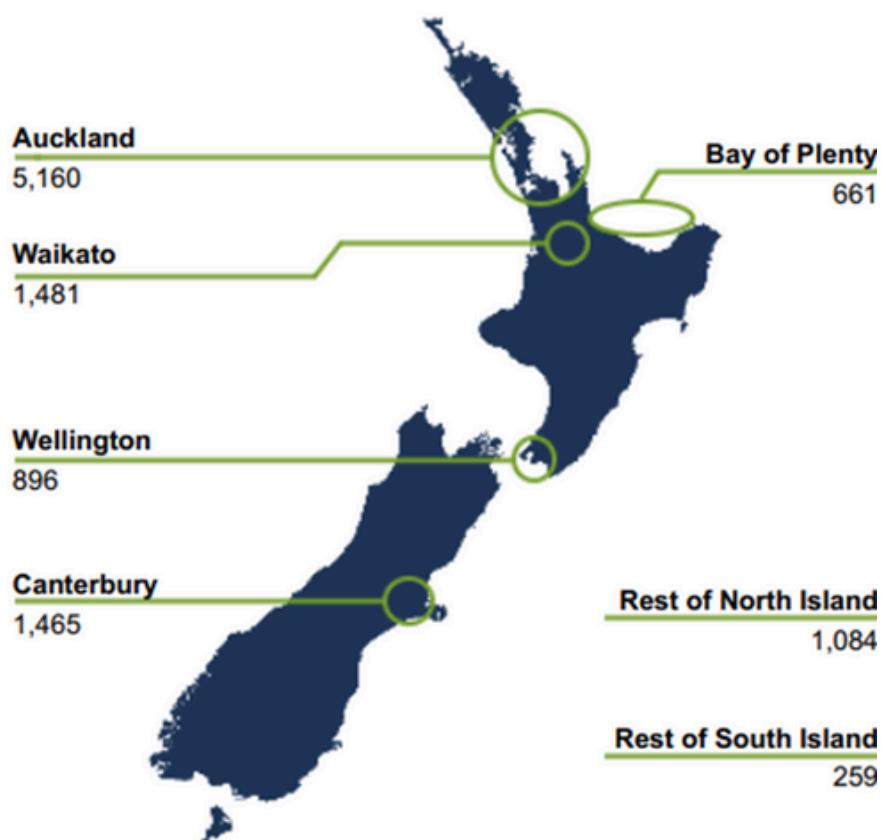 Auckland
5,160
Bay of Plenty
661
Waikato
1,481
Wellington
896
Canterbury
1,465
Rest of North Island
1,084
Rest of South Island
259